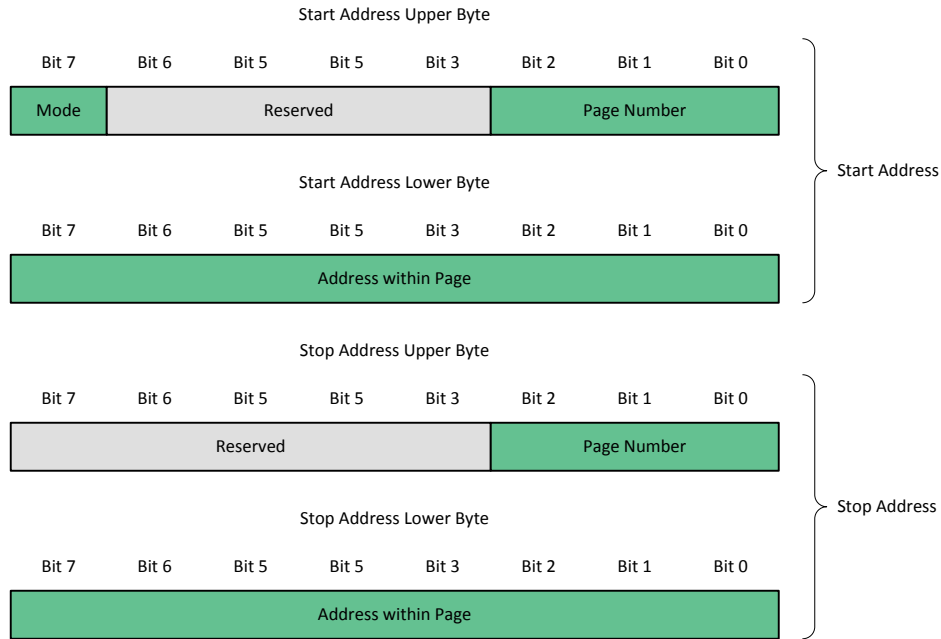 Start Address Upper Byte
Bit 7 Bit 6 Bit 5 Bit 5 Bit 3 Bit 2 Bit 1 Bit 0
Mode Reserved Page Number
Start Address
Start Address Lower Byte
Bit 7 Bit 6 Bit 5 Bit 5 Bit 3 Bit 2 Bit 1 Bit 0
Address within Page
Stop Address Upper Byte
Bit 7 Bit 6 Bit 5 Bit 5 Bit 3 Bit 2 Bit 1 Bit 0
Reserved Page Number
Stop Address
Stop Address Lower Byte
Bit 7 Bit 6 Bit 5 Bit 5 Bit 3 Bit 2 Bit 1 Bit 0
Address within Page